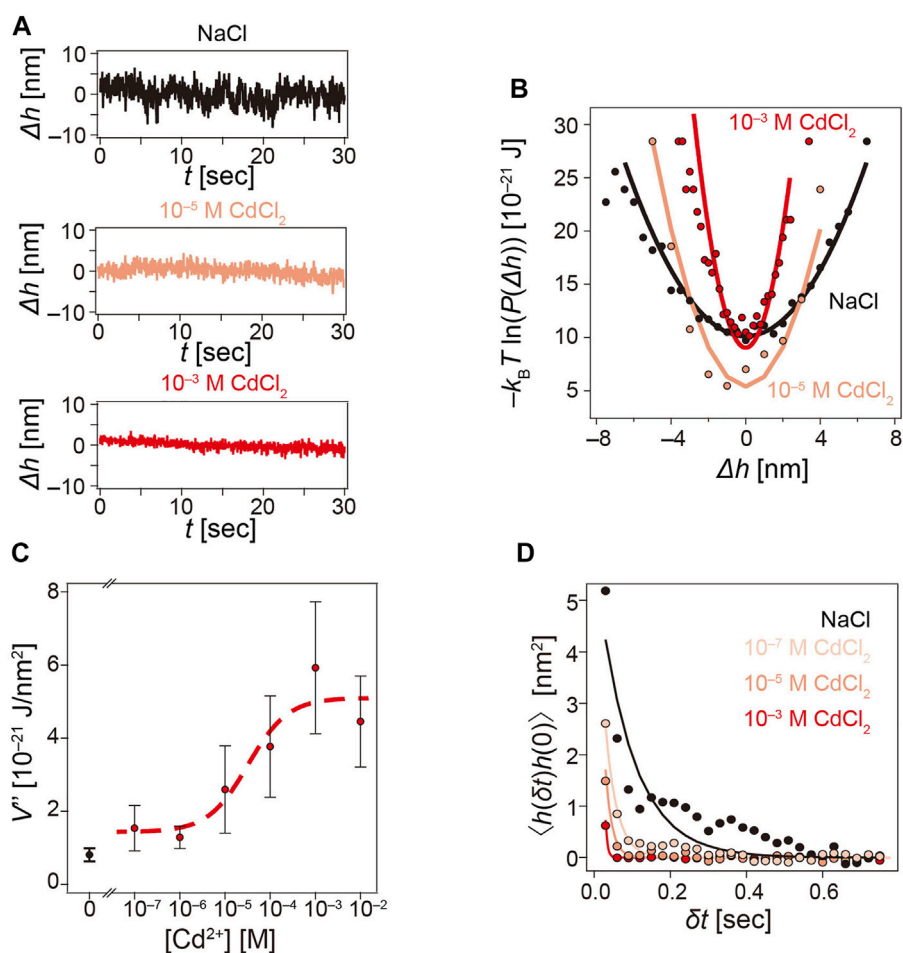 A
NaCl
10
0
–10
Δh [nm]
0 10 20 30
t [sec]
10⁻⁵ M CdCl₂
10
0
–10
Δh [nm]
0 10 20 30
t [sec]
10⁻³ M CdCl₂
10
0
–10
Δh [nm]
0 10 20 30
t [sec]
B
10⁻³ M CdCl₂
NaCl
10⁻⁵ M CdCl₂
30
25
20
15
10
5
–k_B T ln(P(Δh)) [10⁻²¹ J]
–8 –4 0 4 8
Δh [nm]
C
8
6
4
2
0
V” [10⁻²¹ J/nm²]
0 10⁻⁷ 10⁻⁶ 10⁻⁵ 10⁻⁴ 10⁻³ 10⁻²
[Cd²⁺] [M]
D
NaCl
10⁻⁷ M CdCl₂
10⁻⁵ M CdCl₂
10⁻³ M CdCl₂
5
4
3
2
1
0
⟨h(δt)h(0)⟩ [nm²]
0.0 0.2 0.4 0.6
δt [sec]